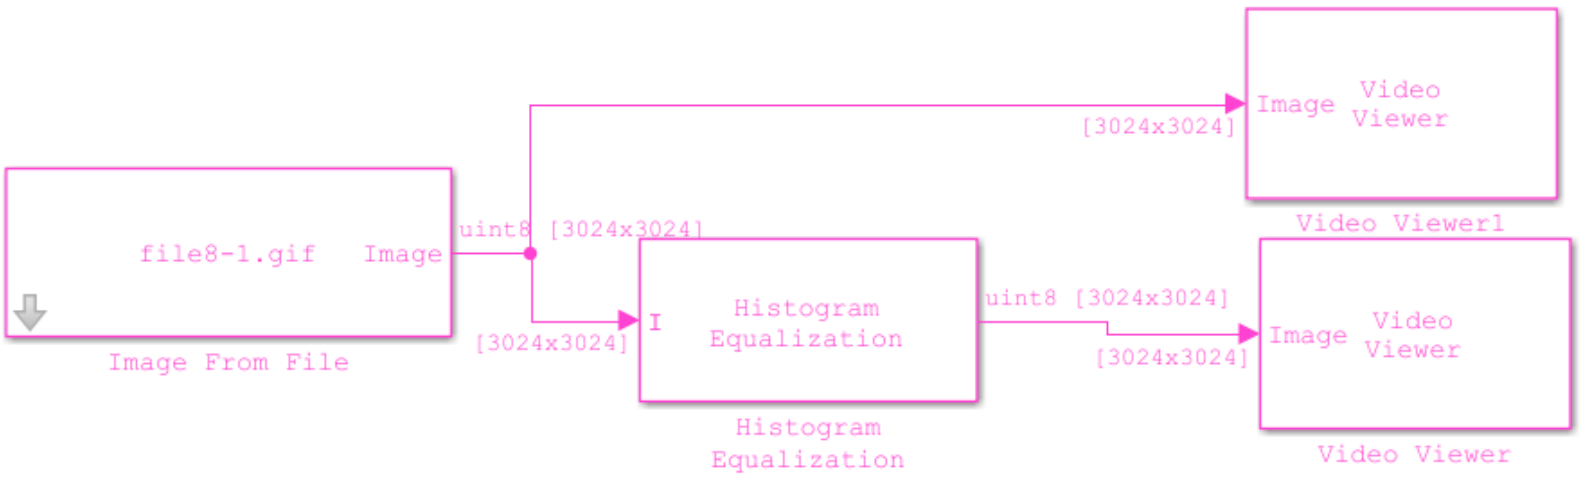 Image
Video
Viewer
[3024x3024]
Video Viewer1
uint8 [3024x3024]
file8-1.gif
Image
Image From File
I
Histogram
Equalization
[3024x3024]
Histogram
Equalization
uint8 [3024x3024]
Image
Video
Viewer
[3024x3024]
Video Viewer